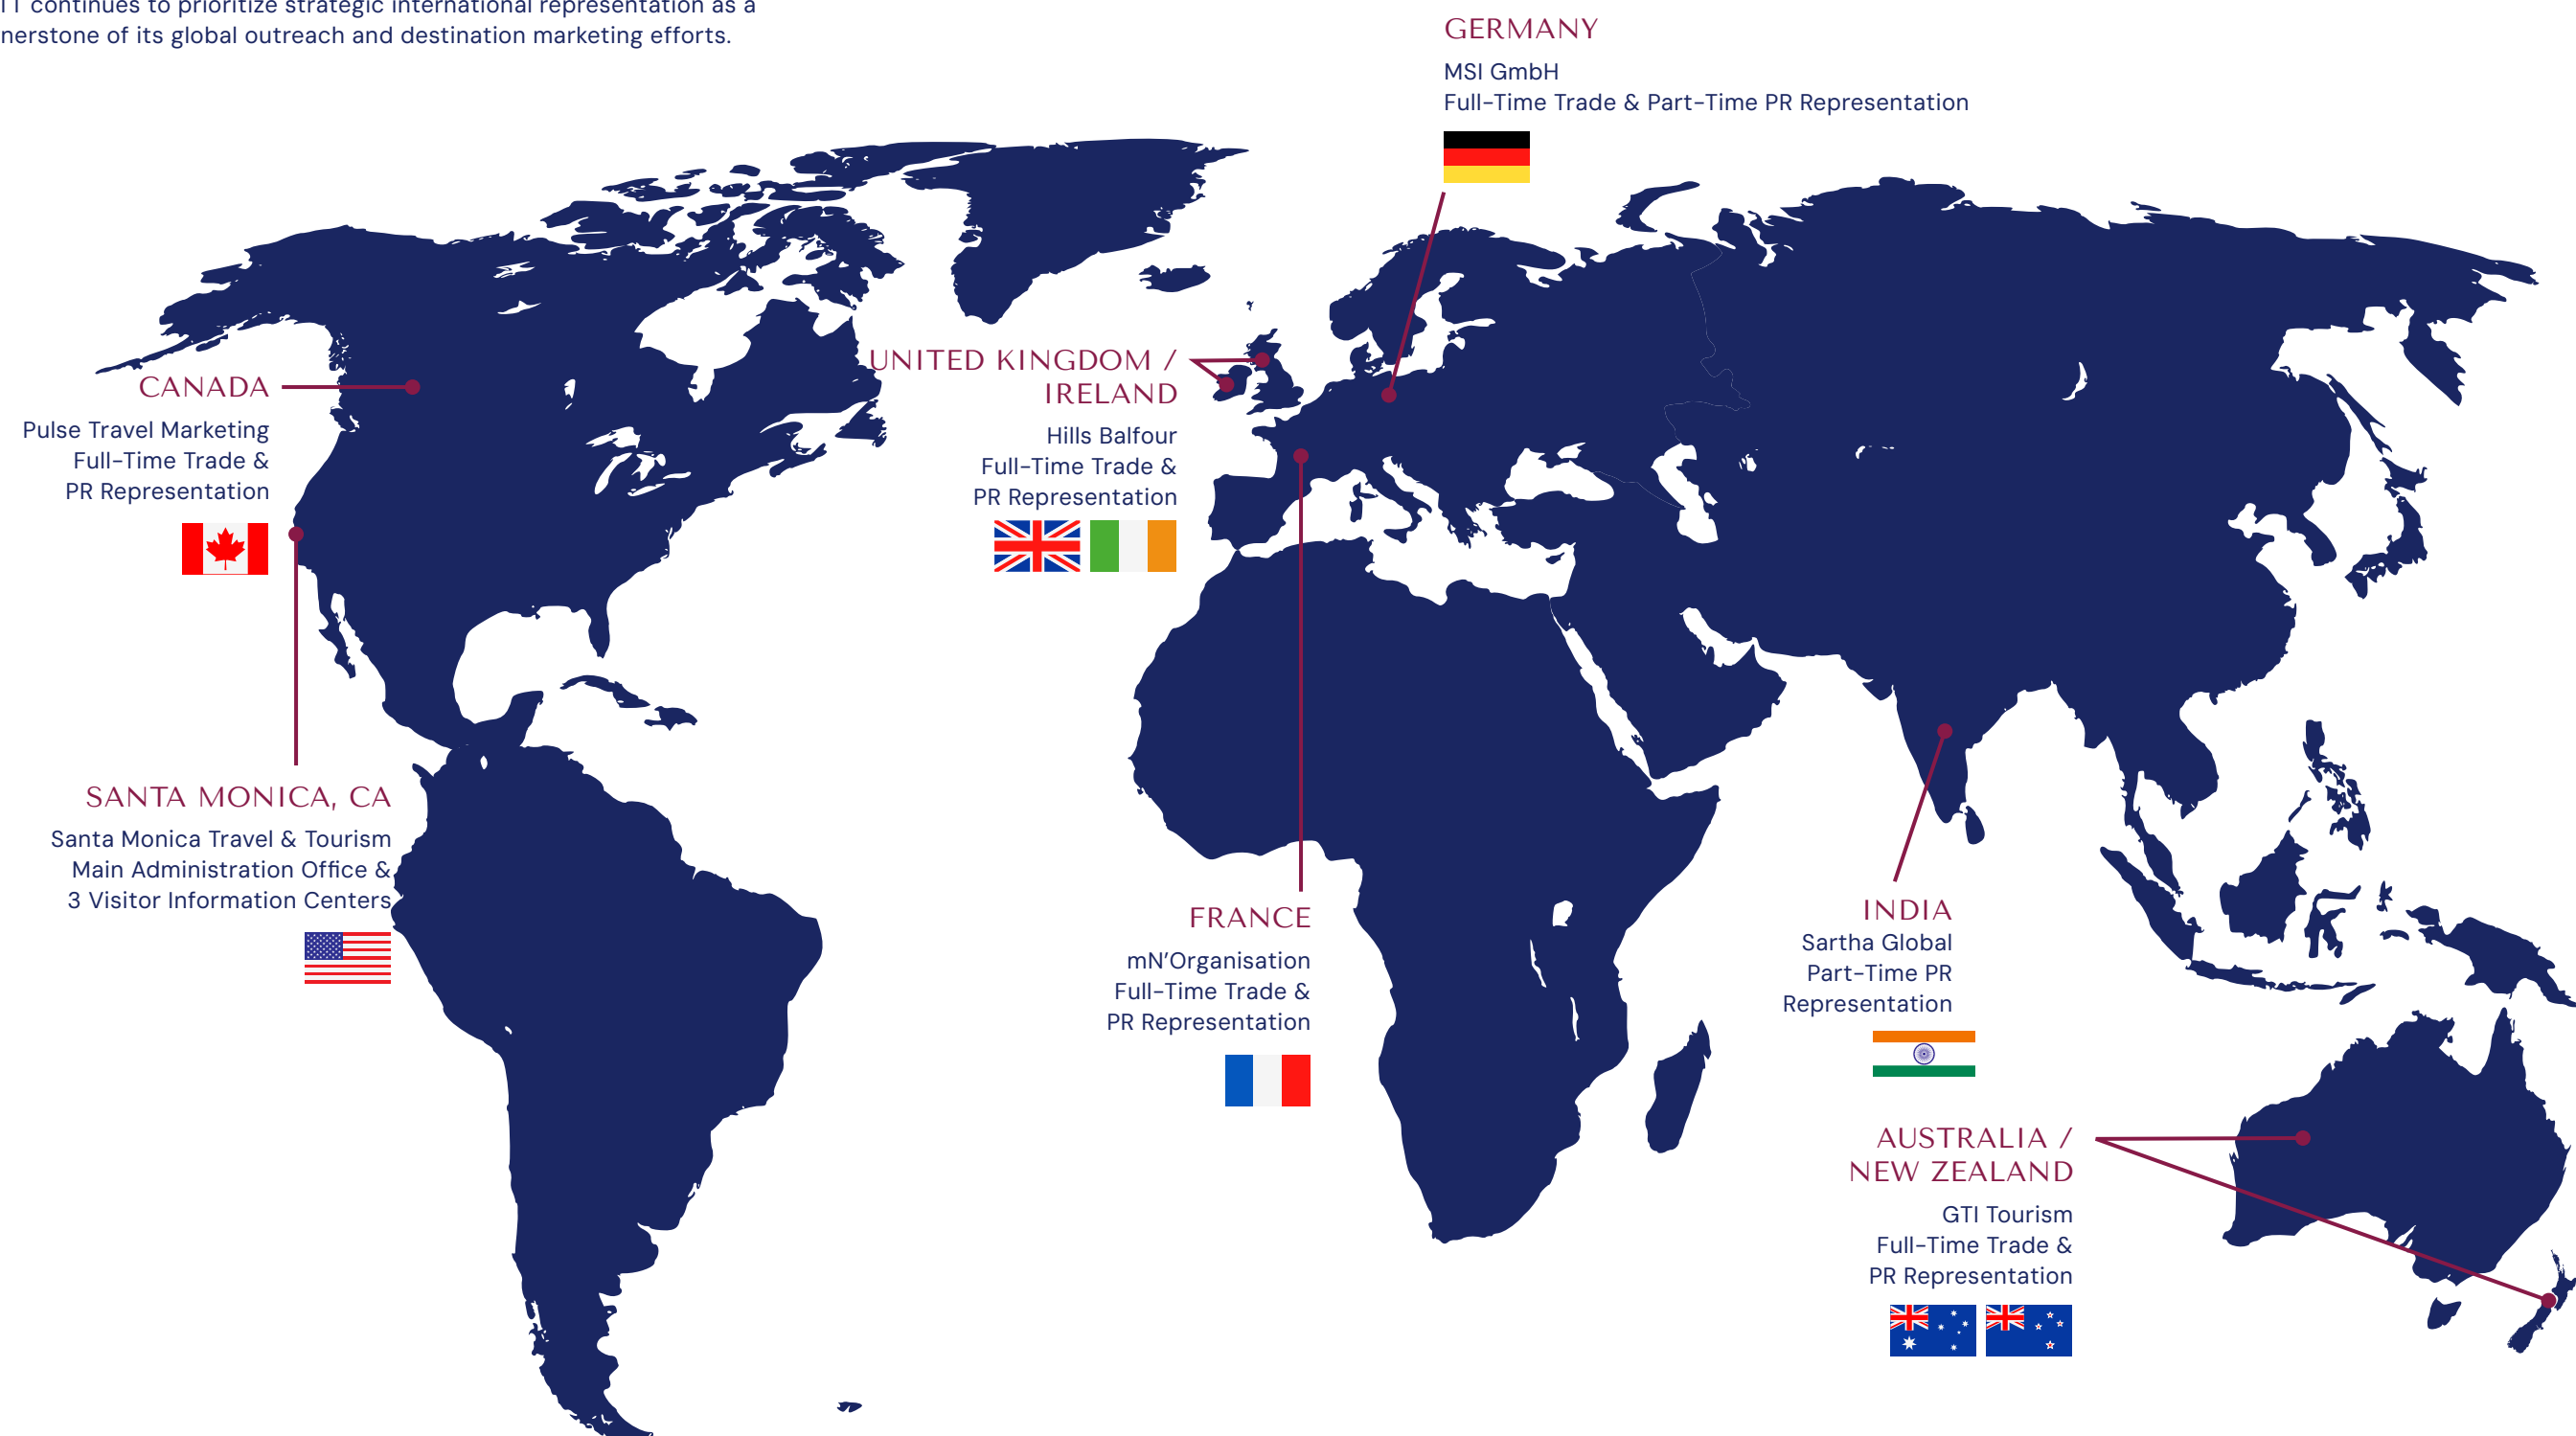 continues to prioritize strategic international representation as a
of its global outreach and destination marketing efforts.
GERMANY
MSI GmbH
Full-Time Trade & Part-Time PR Representation
CANADA
Pulse Travel Marketing
Full-Time Trade &
PR Representation
UNITED KINGDOM /
IRELAND
Hills Balfour
Full-Time Trade &
PR Representation
SANTA MONICA, CA
Santa Monica Travel & Tourism
Main Administration Office &
3 Visitor Information Centers
FRANCE
mN’Organisation
Full-Time Trade &
PR Representation
INDIA
Sartha Global
Part-Time PR
Representation
AUSTRALIA /
NEW ZEALAND
GTI Tourism
Full-Time Trade &
PR Representation